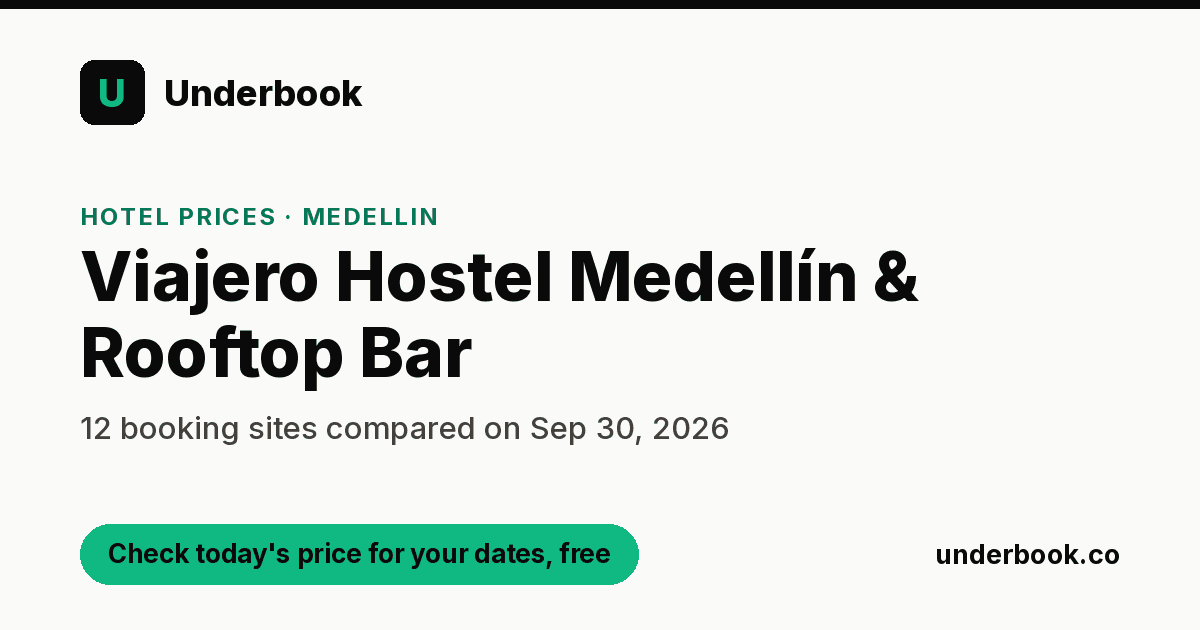 U Underbook
HOTEL PRICES · MEDELLIN
Viajero Hostel Medellín &
Rooftop Bar
12 booking sites compared on Sep 30, 2026
Check today's price for your dates, free
underbook.co